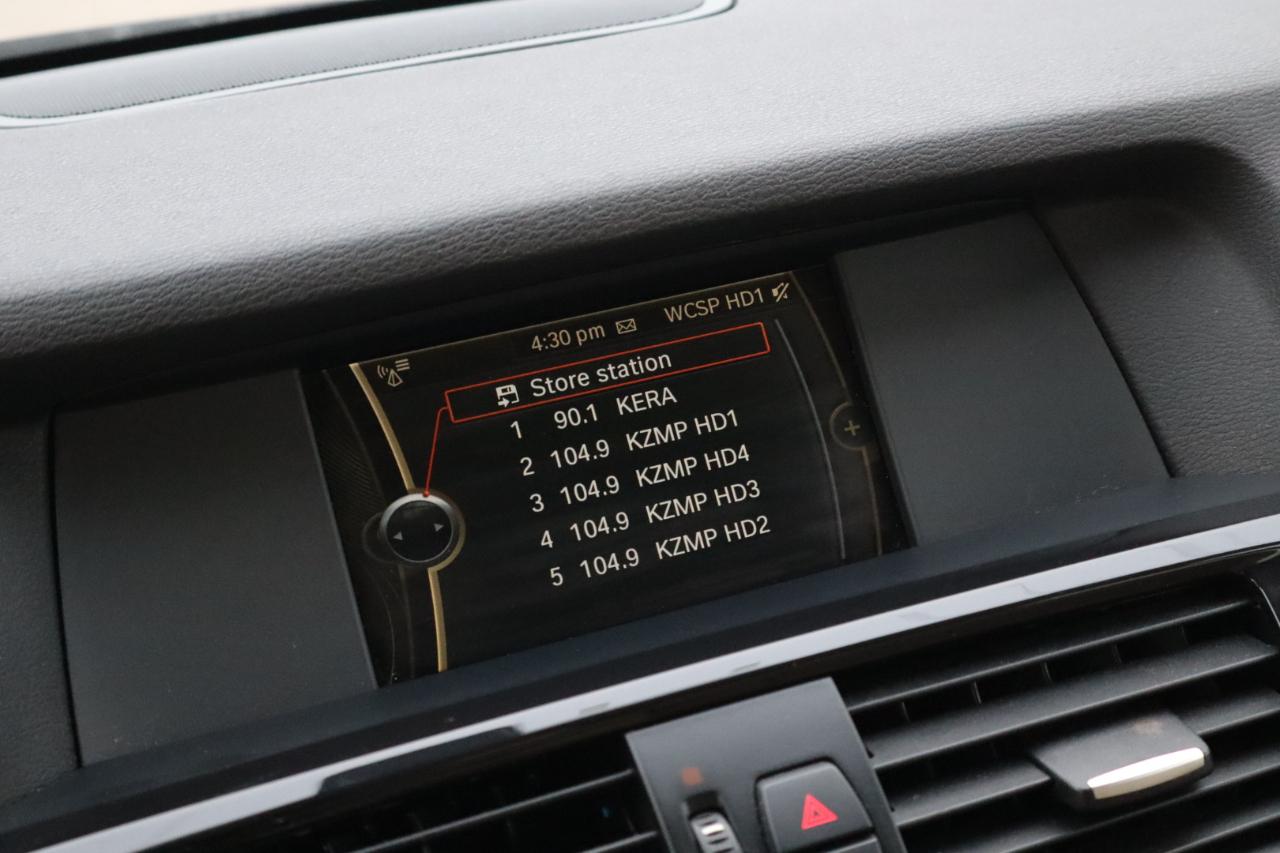 4:30 pm WCSP HD1
Store station
1 90.1 KERA
2 104.9 KZMP HD1
3 104.9 KZMP HD4
4 104.9 KZMP HD3
5 104.9 KZMP HD2